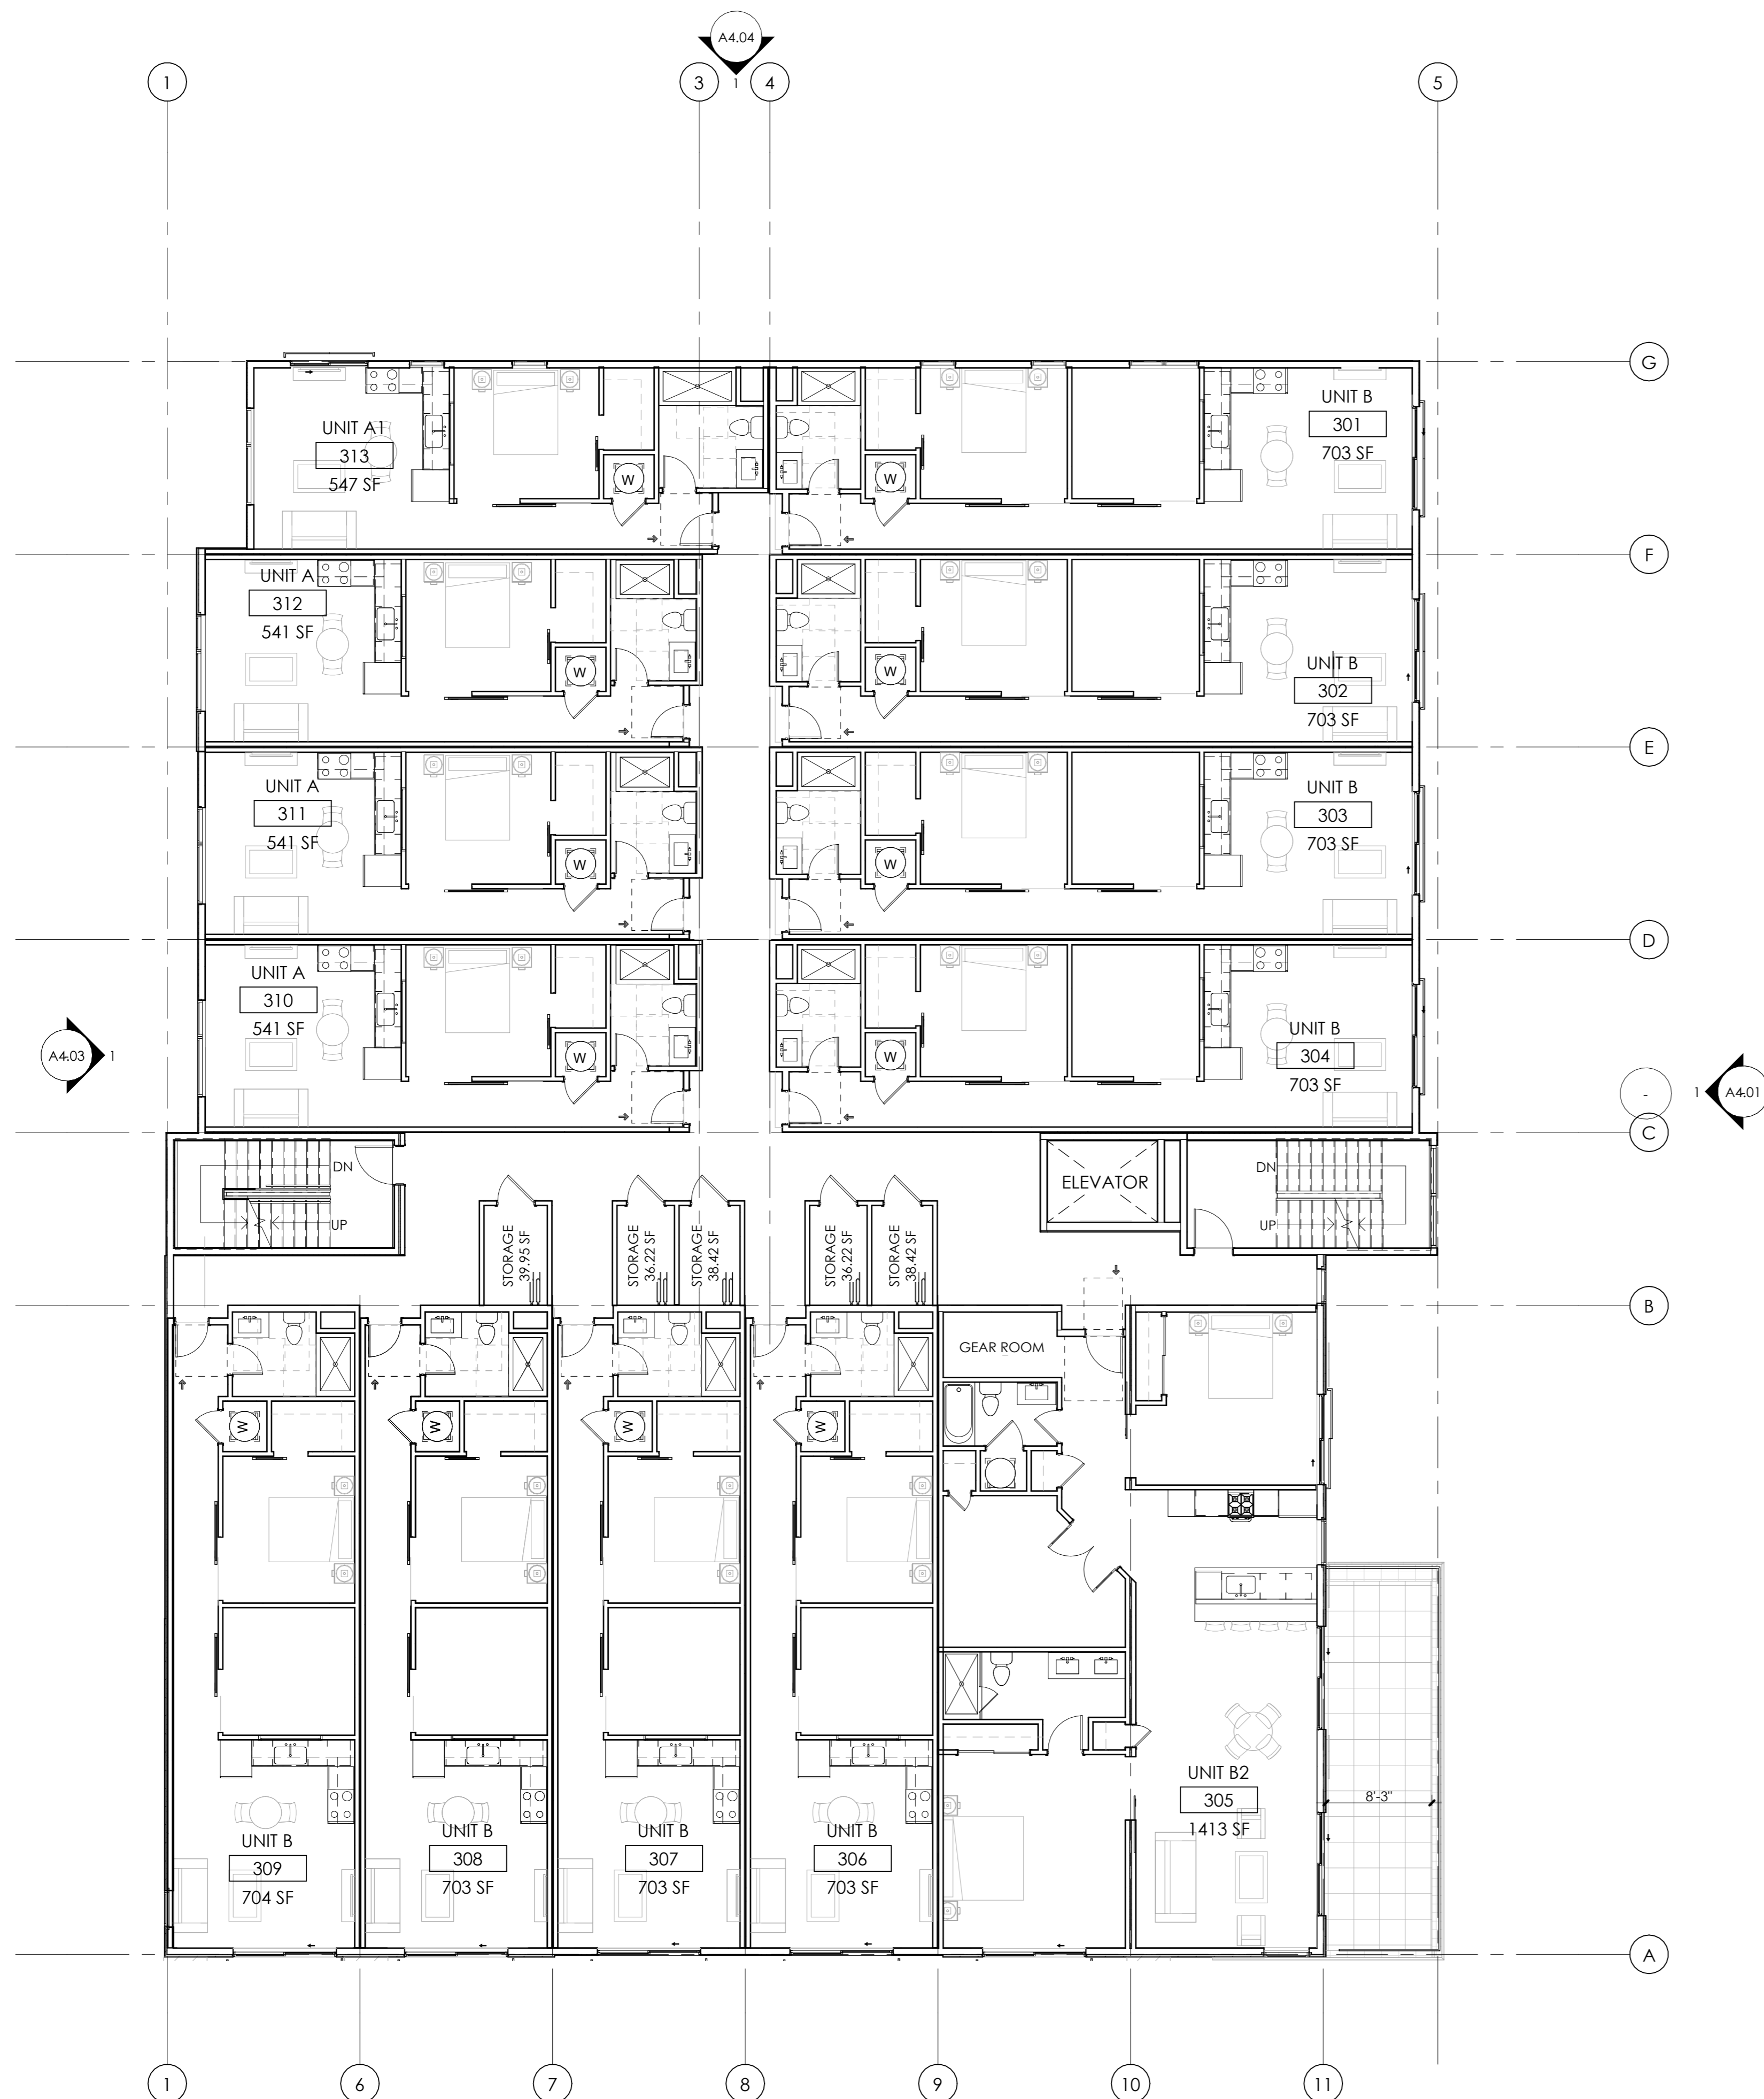 A4.04
1
1
3
4
5
G
UNIT A1
313
547 SF
W
W
UNIT B
301
703 SF
F
UNIT A
312
541 SF
W
W
UNIT B
302
703 SF
E
UNIT A
311
541 SF
W
W
UNIT B
303
703 SF
D
UNIT A
310
541 SF
W
W
UNIT B
304
703 SF
A4.03
1
-
1
A4.01
C
DN
UP
ELEVATOR
DN
UP
STORAGE
39.95 SF
STORAGE
36.22 SF
STORAGE
38.42 SF
STORAGE
36.22 SF
STORAGE
38.42 SF
B
GEAR ROOM
W
W
W
W
UNIT B
309
704 SF
UNIT B
308
703 SF
UNIT B
307
703 SF
UNIT B
306
703 SF
UNIT B2
305
1413 SF
8'-3"
A
1
6
7
8
9
10
11